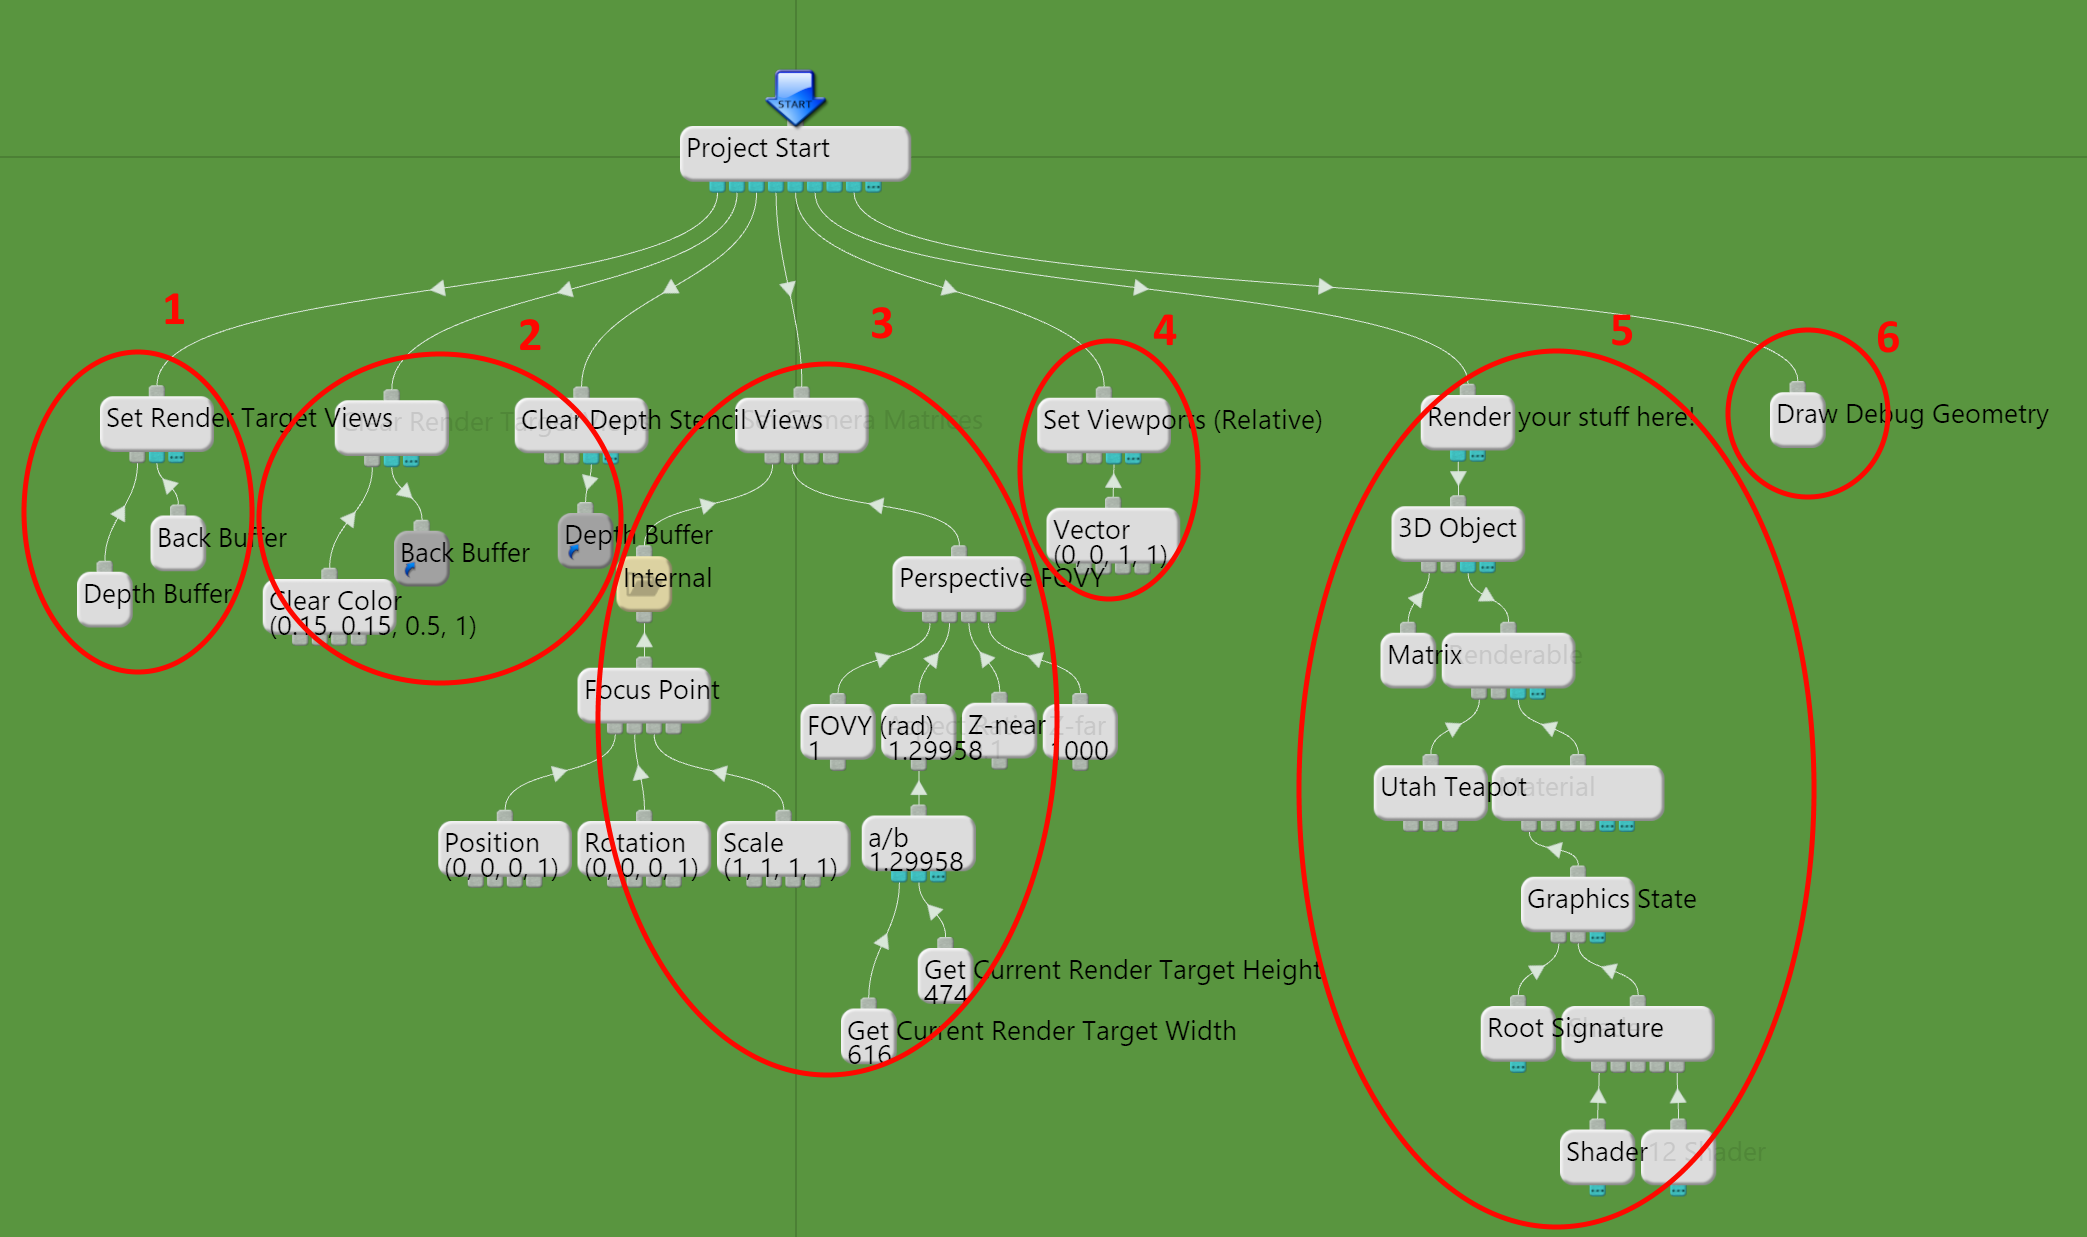 START
Project Start
1
2
3
4
5
6
Set Render Target Views
Clear Render Target
Clear Depth Stencil Views
Camera Matrices
Set Viewports (Relative)
Render your stuff here!
Draw Debug Geometry
Back Buffer
Depth Buffer
Back Buffer
Clear Color
(0.15, 0.15, 0.5, 1)
Depth Buffer
Internal
Perspective FOVY
Vector
(0, 0, 1, 1)
3D Object
Matrix
Renderable
Focus Point
FOVY (rad)
1
1.29958
Z-near
1
Z-far
1000
Utah Teapot
Material
Position
(0, 0, 0, 1)
Rotation
(0, 0, 0, 1)
Scale
(1, 1, 1, 1)
a/b
1.29958
Graphics State
Get Current Render Target Height
474
Get Current Render Target Width
616
Root Signature
Shader
12 Shader